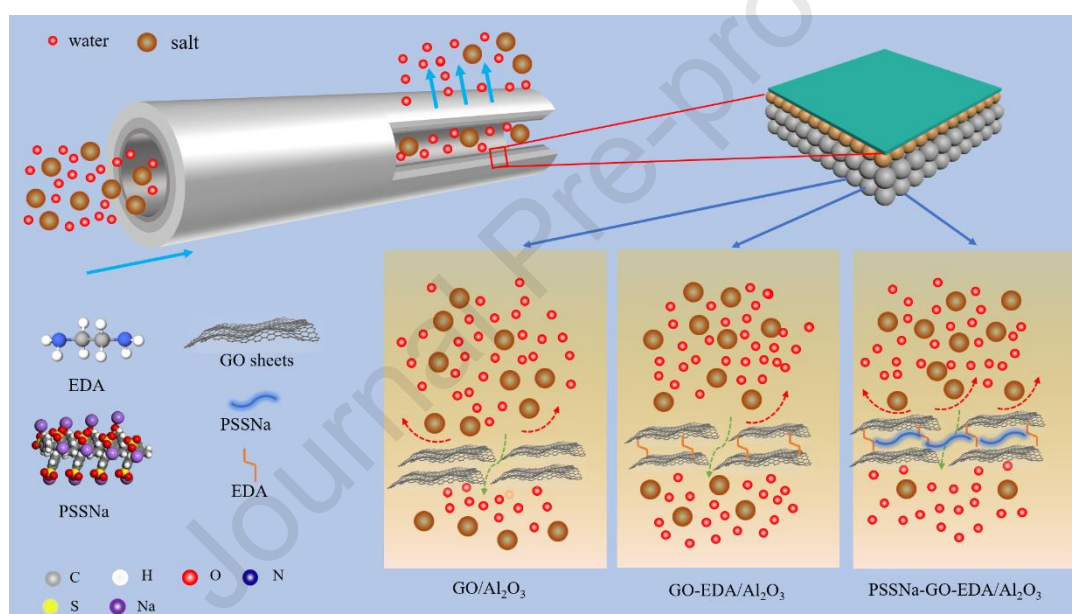 water
salt
Journal Pre-pro
EDA
GO sheets
PSSNa
PSSNa
EDA
C
H
O
N
S
Na
GO/Al₂O₃
GO-EDA/Al₂O₃
PSSNa-GO-EDA/Al₂O₃